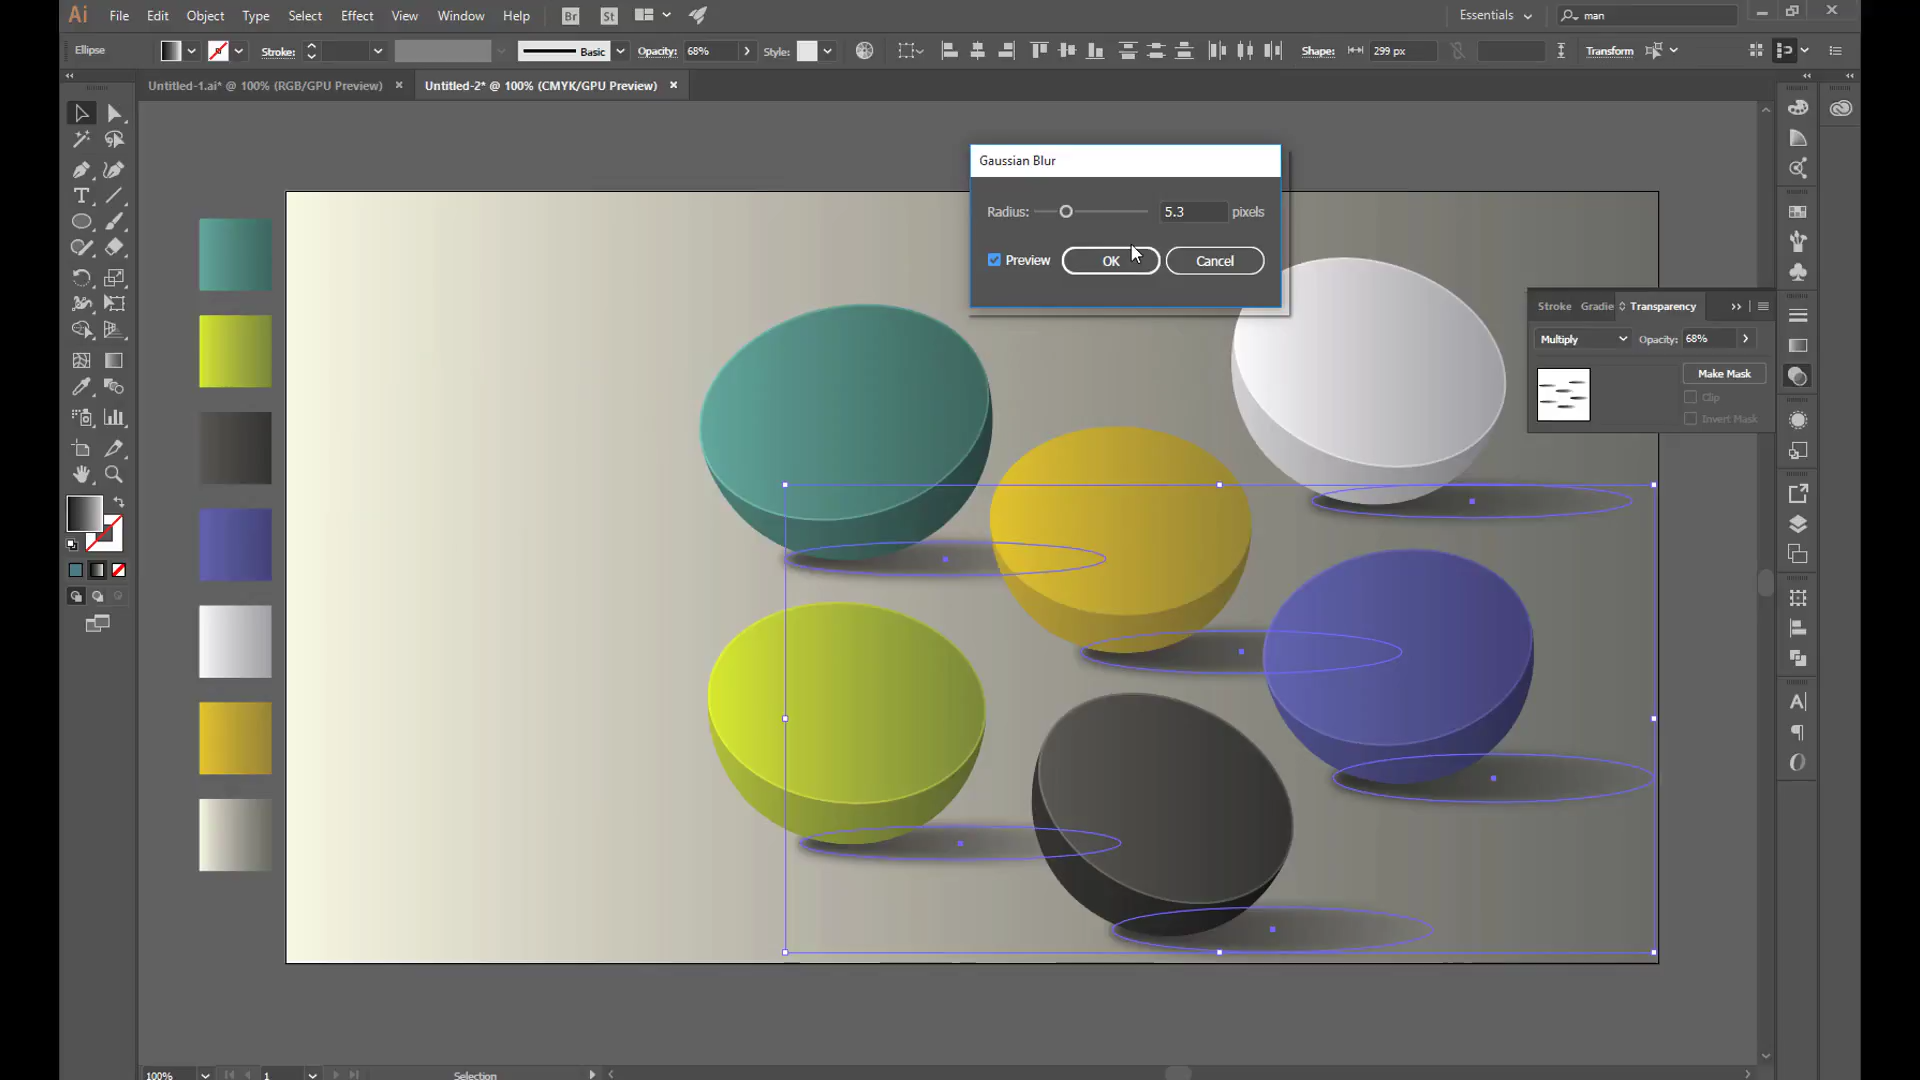 Ai File Edit Object Type Select Effect View Window Help Br St Essentials man
Ellipse Stroke: Basic Opacity: 68% Style: Shape: 299 px Transform
Untitled-1.ai* @ 100% (RGB/GPU Preview) Untitled-2* @ 100% (CMYK/GPU Preview)
Gaussian Blur
Radius: 5.3 pixels
Preview OK Cancel
Stroke Gradie Transparency
Multiply Opacity: 68%
Make Mask
Clip
Invert Mask
100% 1 Selection